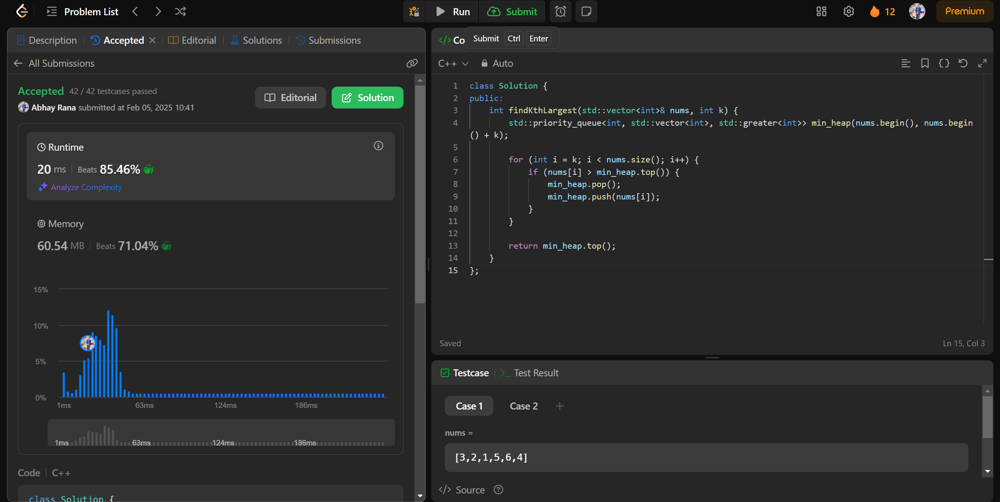 Problem List
Run
Submit
12
Premium
Description
Accepted
Editorial
Solutions
Submissions
All Submissions
Accepted 42 / 42 testcases passed
Abhay Rana submitted at Feb 05, 2025 10:41
Editorial
Solution
Runtime
20 ms Beats 85.46%
Analyze Complexity
Memory
60.54 MB Beats 71.04%
15%
10%
5%
0%
1ms 63ms 124ms 186ms
1ms 63ms 124ms 186ms
Code C++
class Solution {
</> Co
Submit Ctrl Enter
C++ Auto
1 class Solution {
2 public:
3 int findKthLargest(std::vector<int>& nums, int k) {
4 std::priority_queue<int, std::vector<int>, std::greater<int>> min_heap(nums.begin(), nums.begin
() + k);
5
6 for (int i = k; i < nums.size(); i++) {
7 if (nums[i] > min_heap.top()) {
8 min_heap.pop();
9 min_heap.push(nums[i]);
10 }
11 }
12
13 return min_heap.top();
14 }
15 };
Saved
Ln 15, Col 3
Testcase
Test Result
Case 1
Case 2
+
nums =
[3,2,1,5,6,4]
</> Source ?